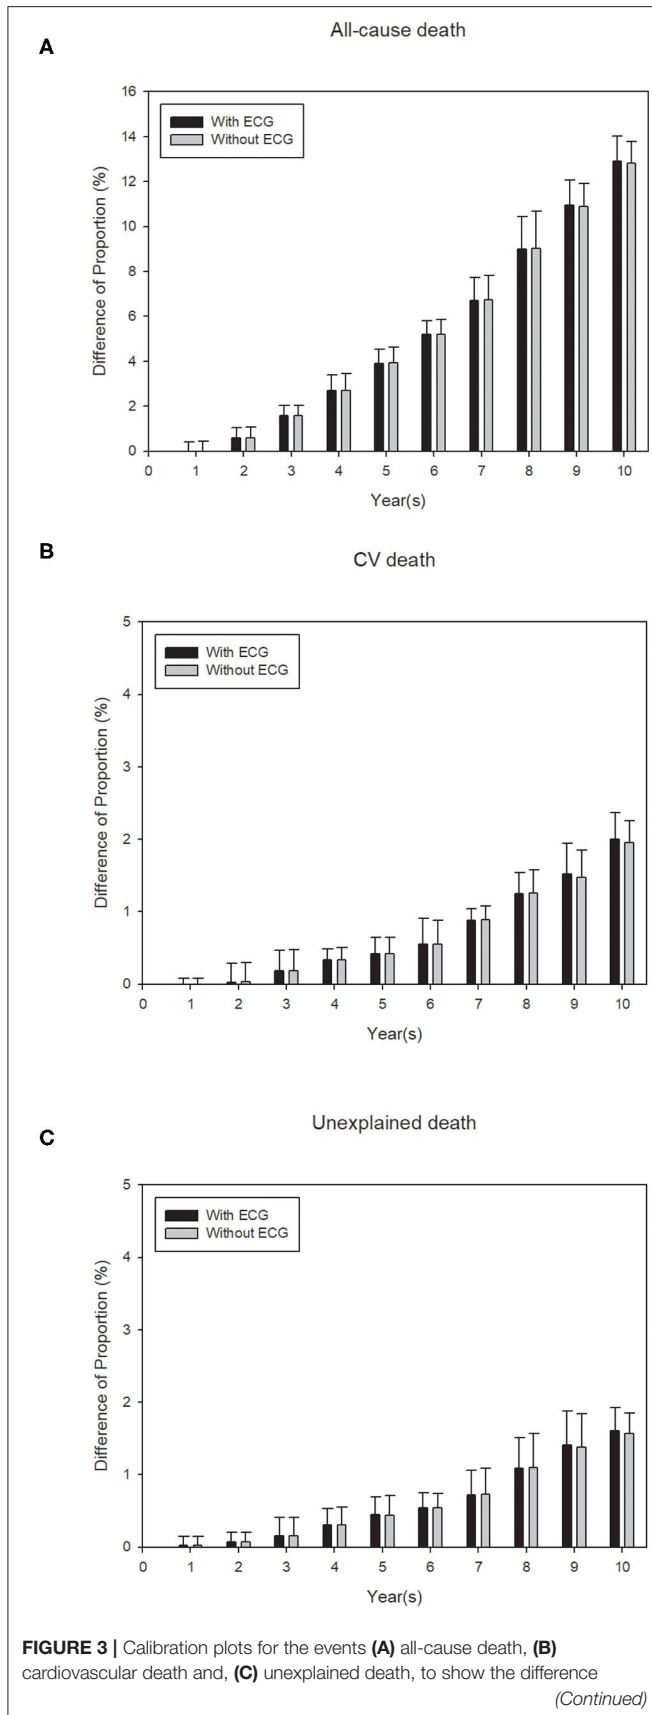 A
All-cause death
Difference of Proportion (%)
16
14
12
10
8
6
4
2
0
With ECG
Without ECG
0 1 2 3 4 5 6 7 8 9 10
Year(s)
B
CV death
Difference of Proportion (%)
5
4
3
2
1
0
With ECG
Without ECG
0 1 2 3 4 5 6 7 8 9 10
Year(s)
C
Unexplained death
Difference of Proportion (%)
5
4
3
2
1
0
With ECG
Without ECG
0 1 2 3 4 5 6 7 8 9 10
Year(s)
FIGURE 3 | Calibration plots for the events (A) all-cause death, (B)
cardiovascular death and, (C) unexplained death, to show the difference
(Continued)